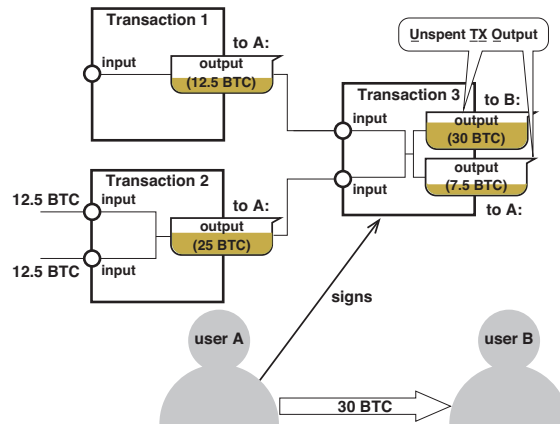 Transaction 1
to A:
input
output
(12.5 BTC)
Unspent TX Output
Transaction 3
to B:
input
output
(30 BTC)
input
output
(7.5 BTC)
to A:
Transaction 2
12.5 BTC
input
to A:
output
(25 BTC)
12.5 BTC
input
signs
user A
user B
30 BTC